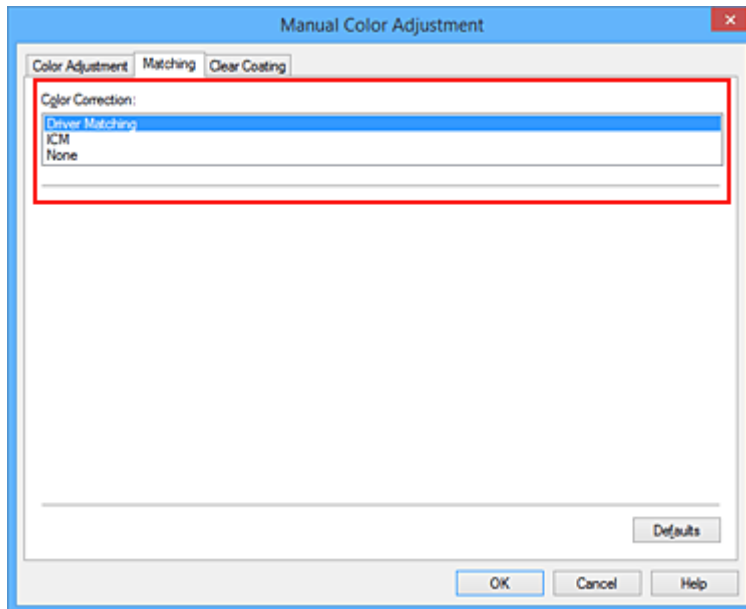 Manual Color Adjustment
Color Adjustment Matching Clear Coating
Color Correction:
Driver Matching
ICM
None
Defaults
OK Cancel Help